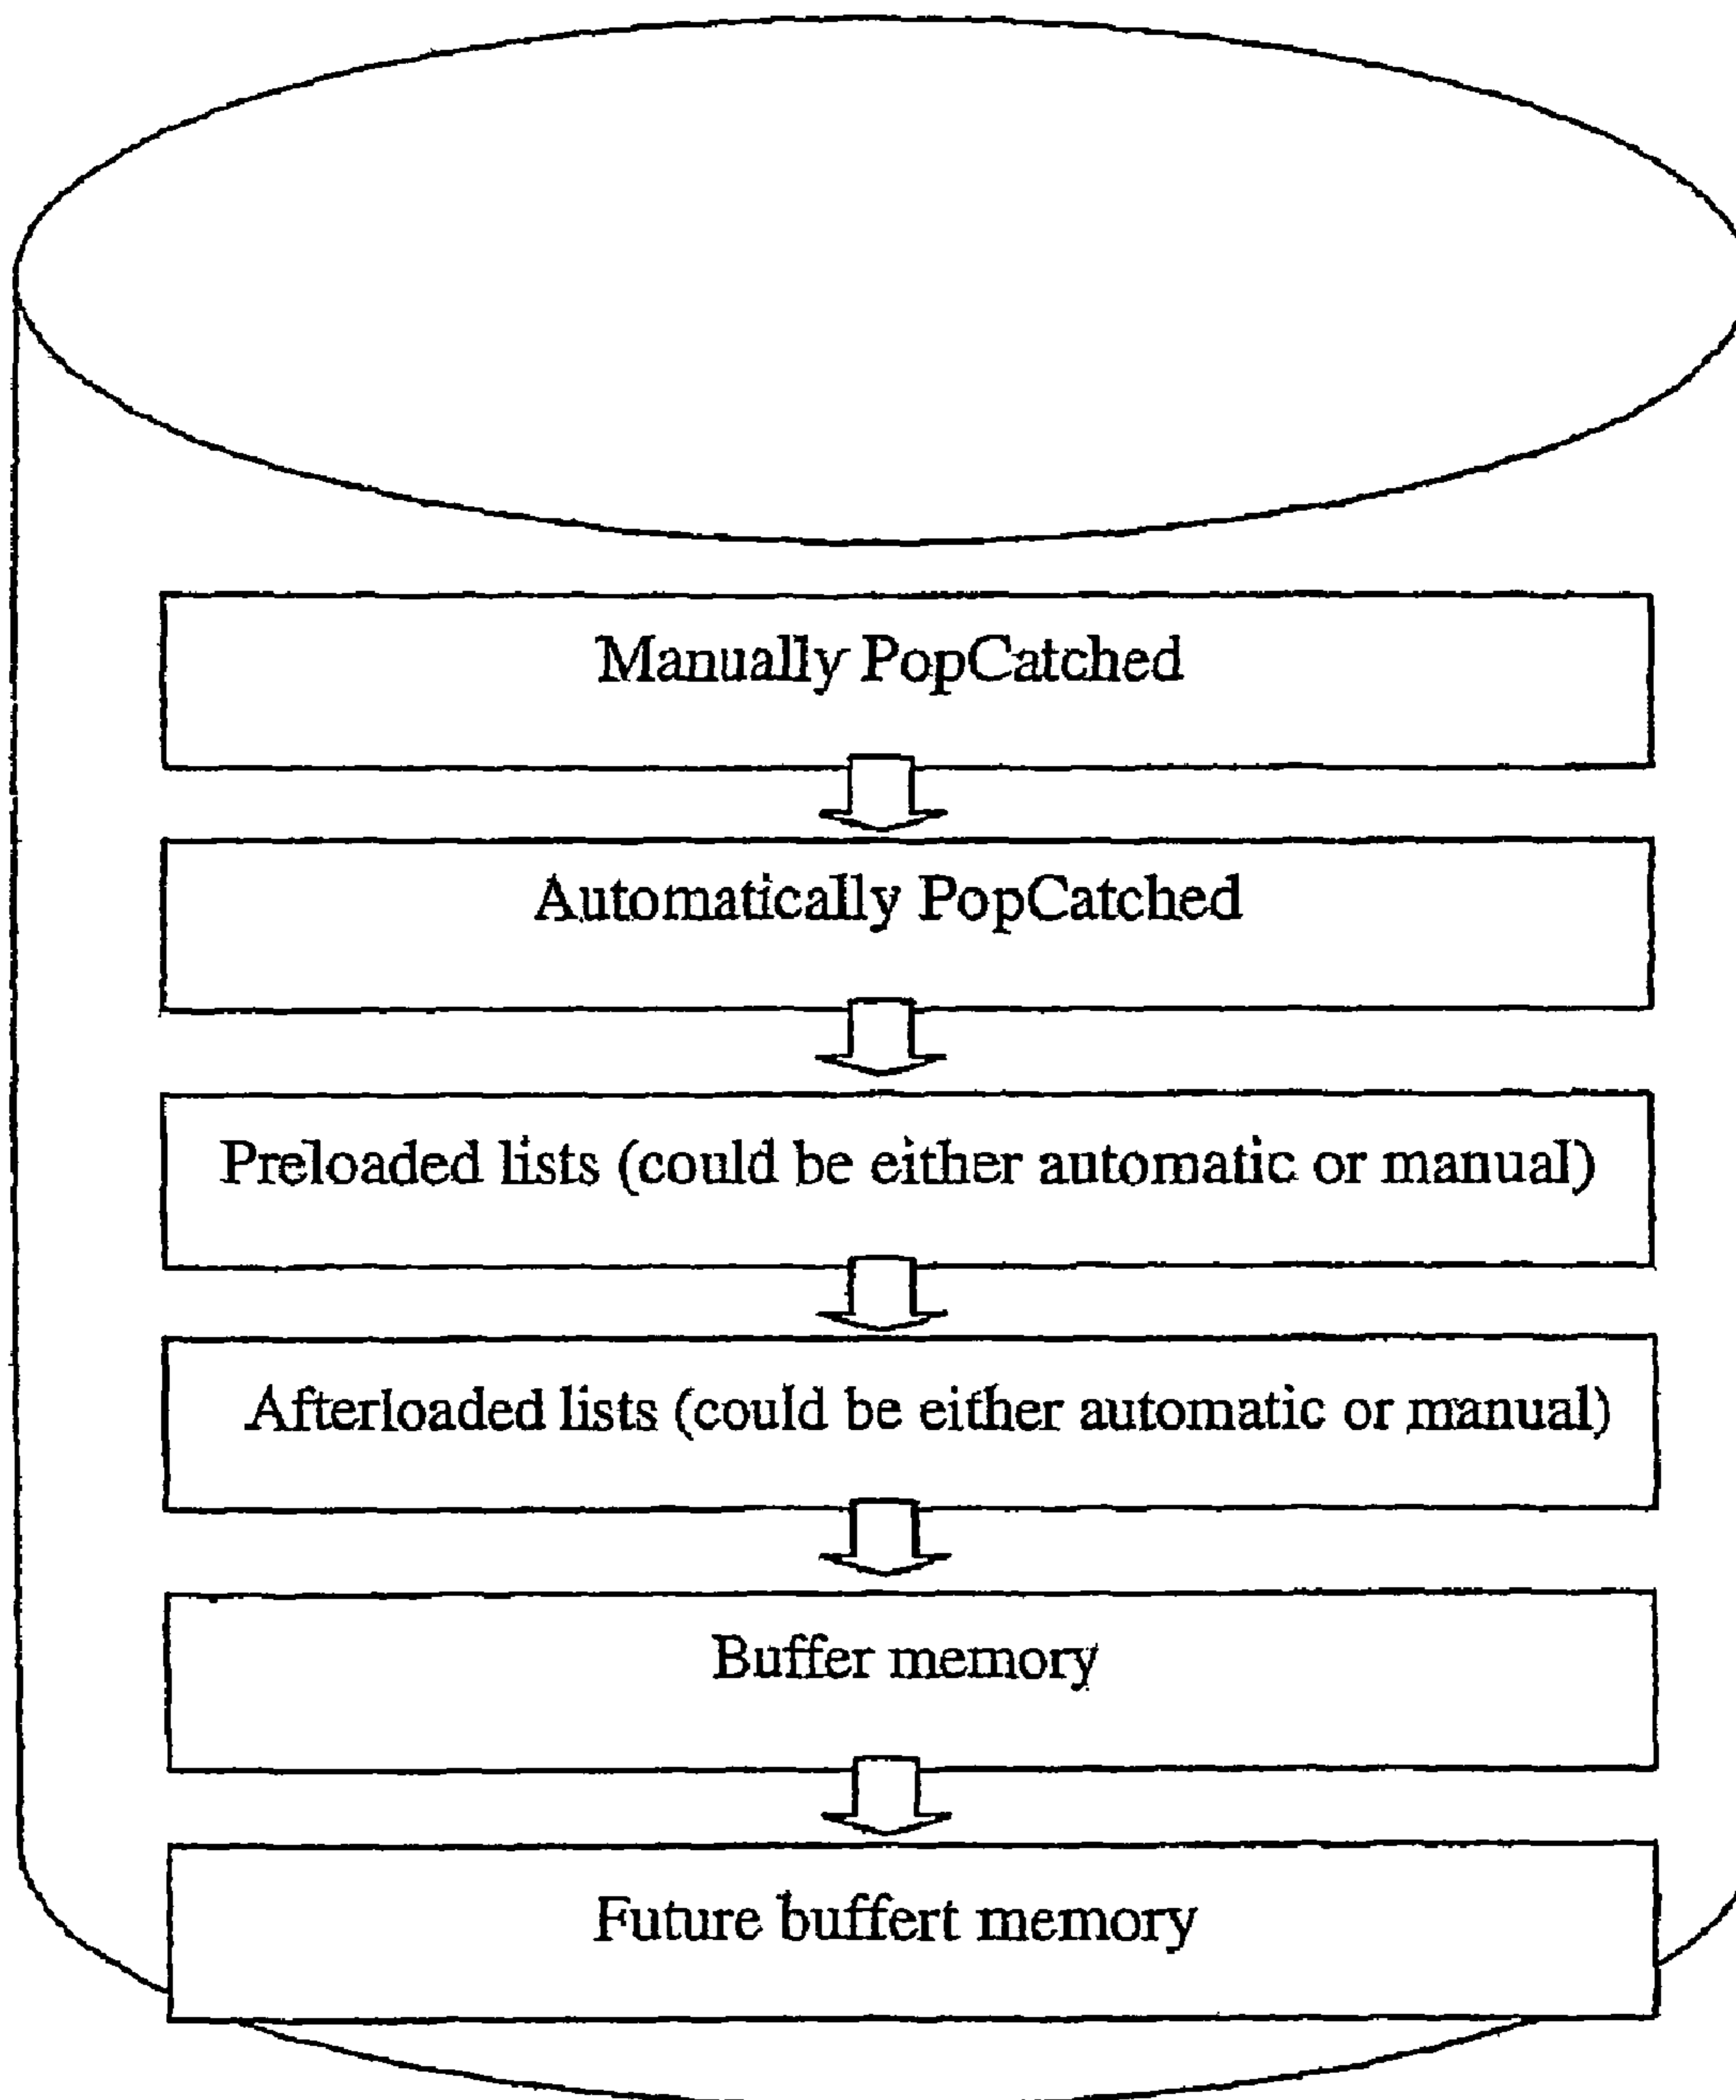 Manually PopCatched
Automatically PopCatched
Preloaded lists (could be either automatic or manual)
Afterloaded lists (could be either automatic or manual)
Buffer memory
Future buffert memory